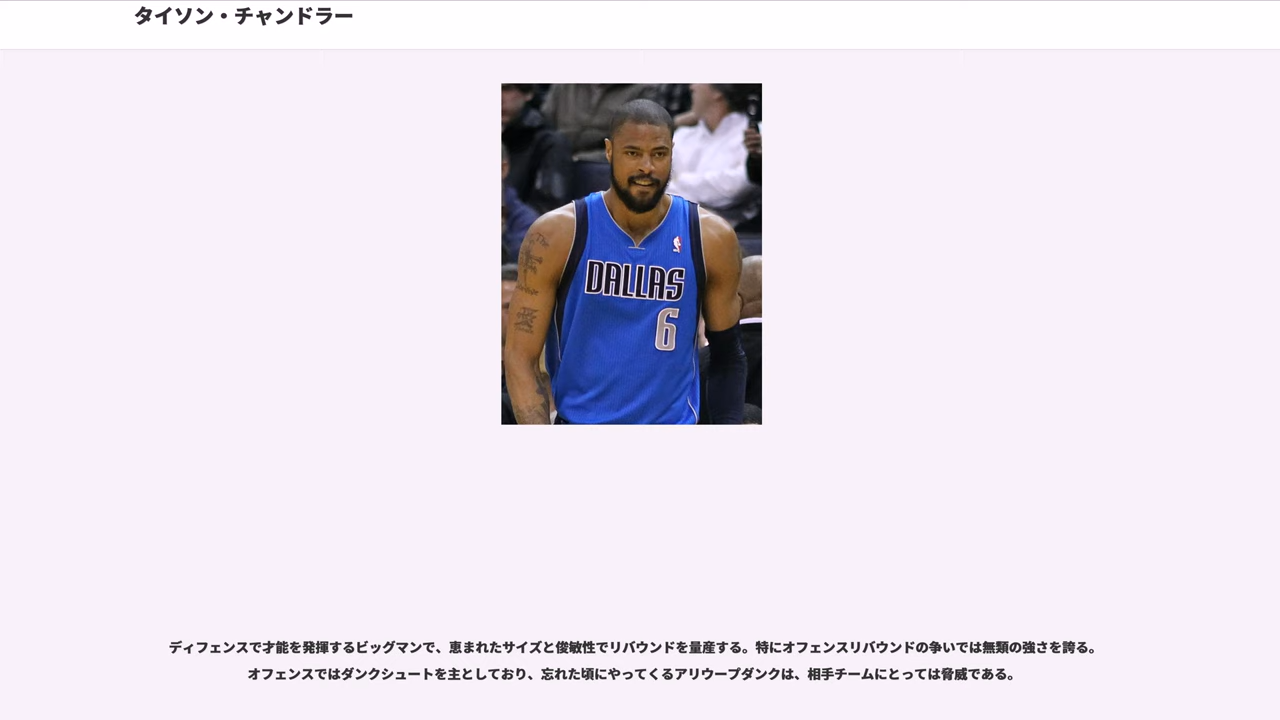 タイソン・チャンドラー
DALLAS
6
ディフェンスで才能を発揮するビッグマンで、恵まれたサイズと俊敏性でリバウンドを量産する。特にオフェンスリバウンドの争いでは無類の強さを誇る。
オフェンスではダンクシュートを主としており、忘れた頃にやってくるアリウープダンクは、相手チームにとっては脅威である。